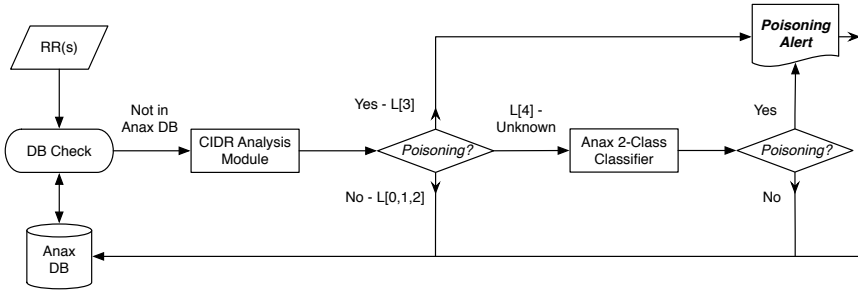 RR(s)
Poisoning
Alert
Not in
Anax DB
Yes - L[3]
L[4] -
Unknown
Yes
DB Check
CIDR Analysis
Module
Poisoning?
Anax 2-Class
Classifier
Poisoning?
No - L[0,1,2]
No
Anax
DB